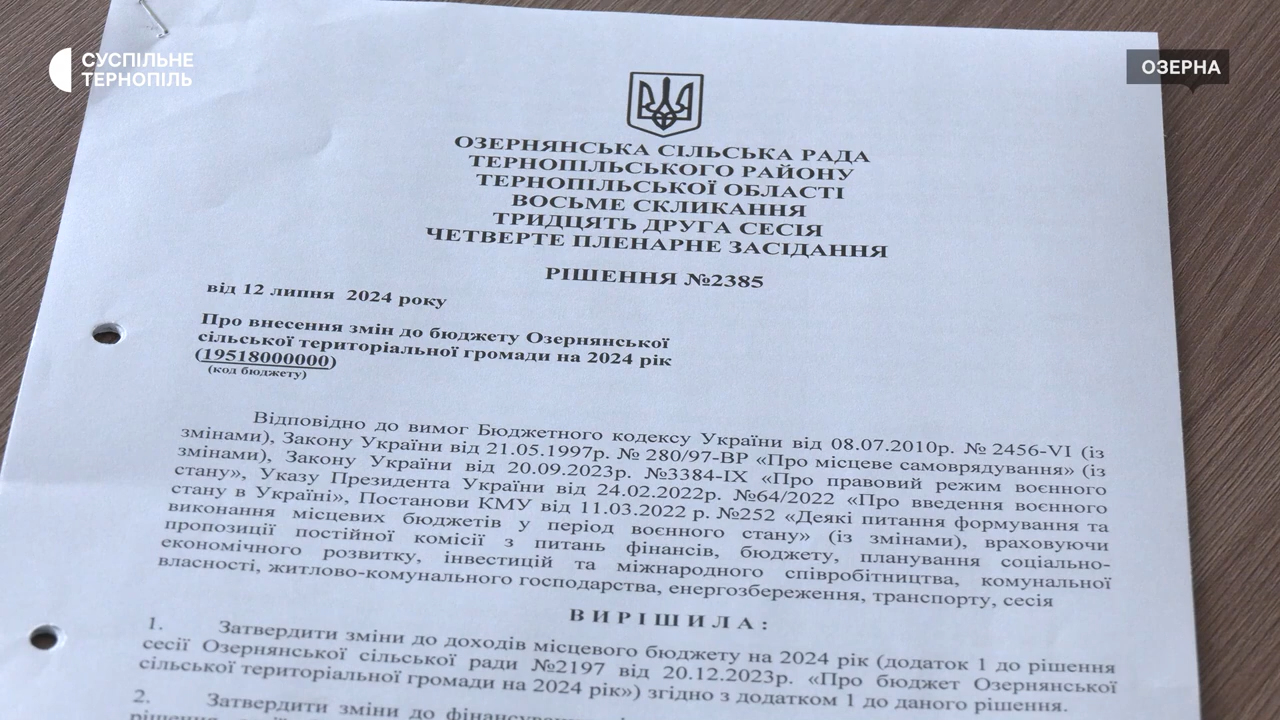 СУСПІЛЬНЕ
ТЕРНОПІЛЬ
ОЗЕРНА
ОЗЕРНЯНСЬКА СІЛЬСЬКА РАДА
ТЕРНОПІЛЬСЬКОГО РАЙОНУ
ТЕРНОПІЛЬСЬКОЇ ОБЛАСТІ
ВОСЬМЕ СКЛИКАННЯ
ТРИДЦЯТЬ ДРУГА СЕСІЯ
ЧЕТВЕРТЕ ПЛЕНАРНЕ ЗАСІДАННЯ
РІШЕННЯ №2385
від 12 липня 2024 року
Про внесення змін до бюджету Озернянської
сільської територіальної громади на 2024 рік
(19518000000)
(код бюджету)
Відповідно до вимог Бюджетного кодексу України від 08.07.2010р. № 2456-VI (із
змінами), Закону України від 21.05.1997р. № 280/97-ВР «Про місцеве самоврядування» (із
змінами), Закону України від 20.09.2023р. №3384-IX «Про правовий режим воєнного
стану», Указу Президента України від 24.02.2022р. №64/2022 «Про введення воєнного
стану в Україні», Постанови КМУ від 11.03.2022 р. №252 «Деякі питання формування та
виконання місцевих бюджетів у період воєнного стану» (із змінами), враховуючи
пропозиції постійної комісії з питань фінансів, бюджету, планування соціально-
економічного розвитку, інвестицій та міжнародного співробітництва, комунальної
власності, житлово-комунального господарства, енергозбереження, транспорту, сесія
В И Р І Ш И Л А :
1. Затвердити зміни до доходів місцевого бюджету на 2024 рік (додаток 1 до рішення
сесії Озернянської сільської ради №2197 від 20.12.2023р. «Про бюджет Озернянської
сільської територіальної громади на 2024 рік») згідно з додатком 1 до даного рішення.
2. Затвердити зміни до